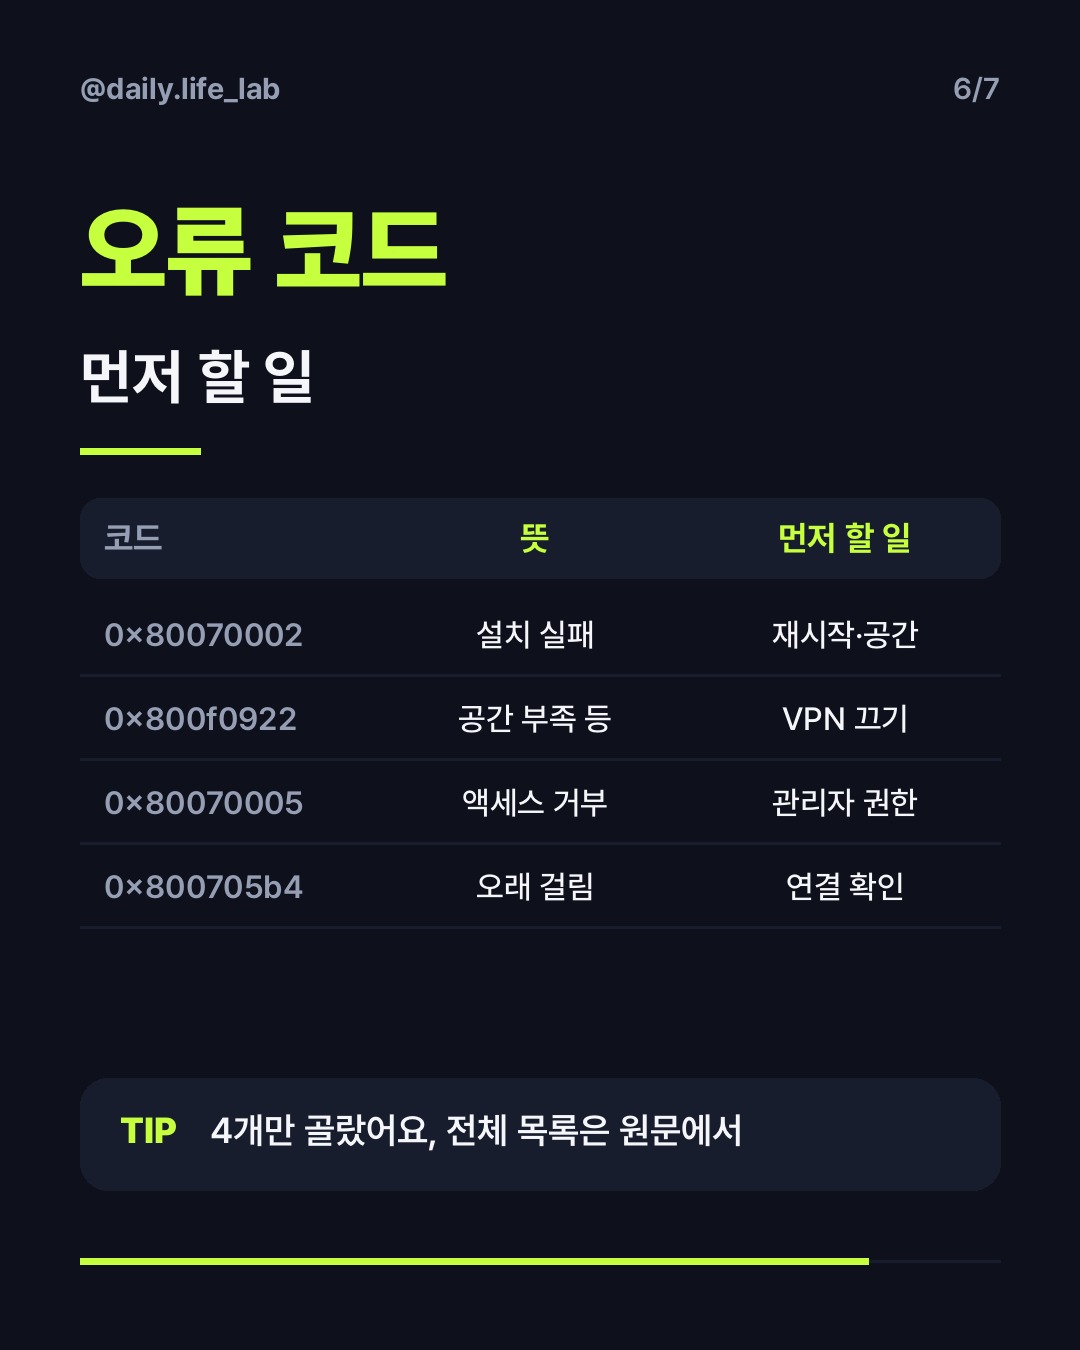 @daily.life_lab 6/7
오류 코드
먼저 할 일
코드 뜻 먼저 할 일
0×80070002 설치 실패 재시작·공간
0×800f0922 공간 부족 등 VPN 끄기
0×80070005 액세스 거부 관리자 권한
0×800705b4 오래 걸림 연결 확인
TIP 4개만 골랐어요, 전체 목록은 원문에서